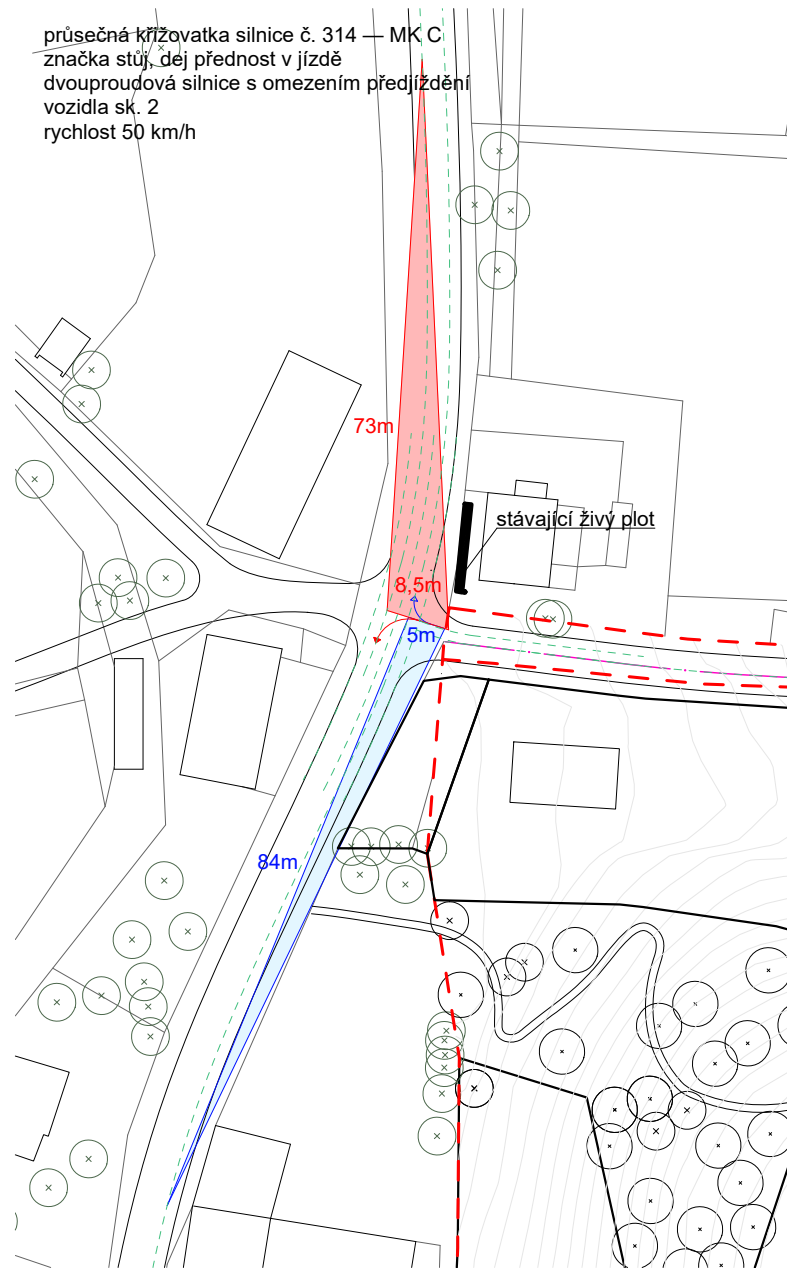 průsečná křižovatka silnice č. 314 — MK C
značka stůj, dej přednost v jízdě
dvouproudová silnice s omezením předjíždění
vozidla sk. 2
rychlost 50 km/h
73m
stávající živý plot
8,5m
5m
84m